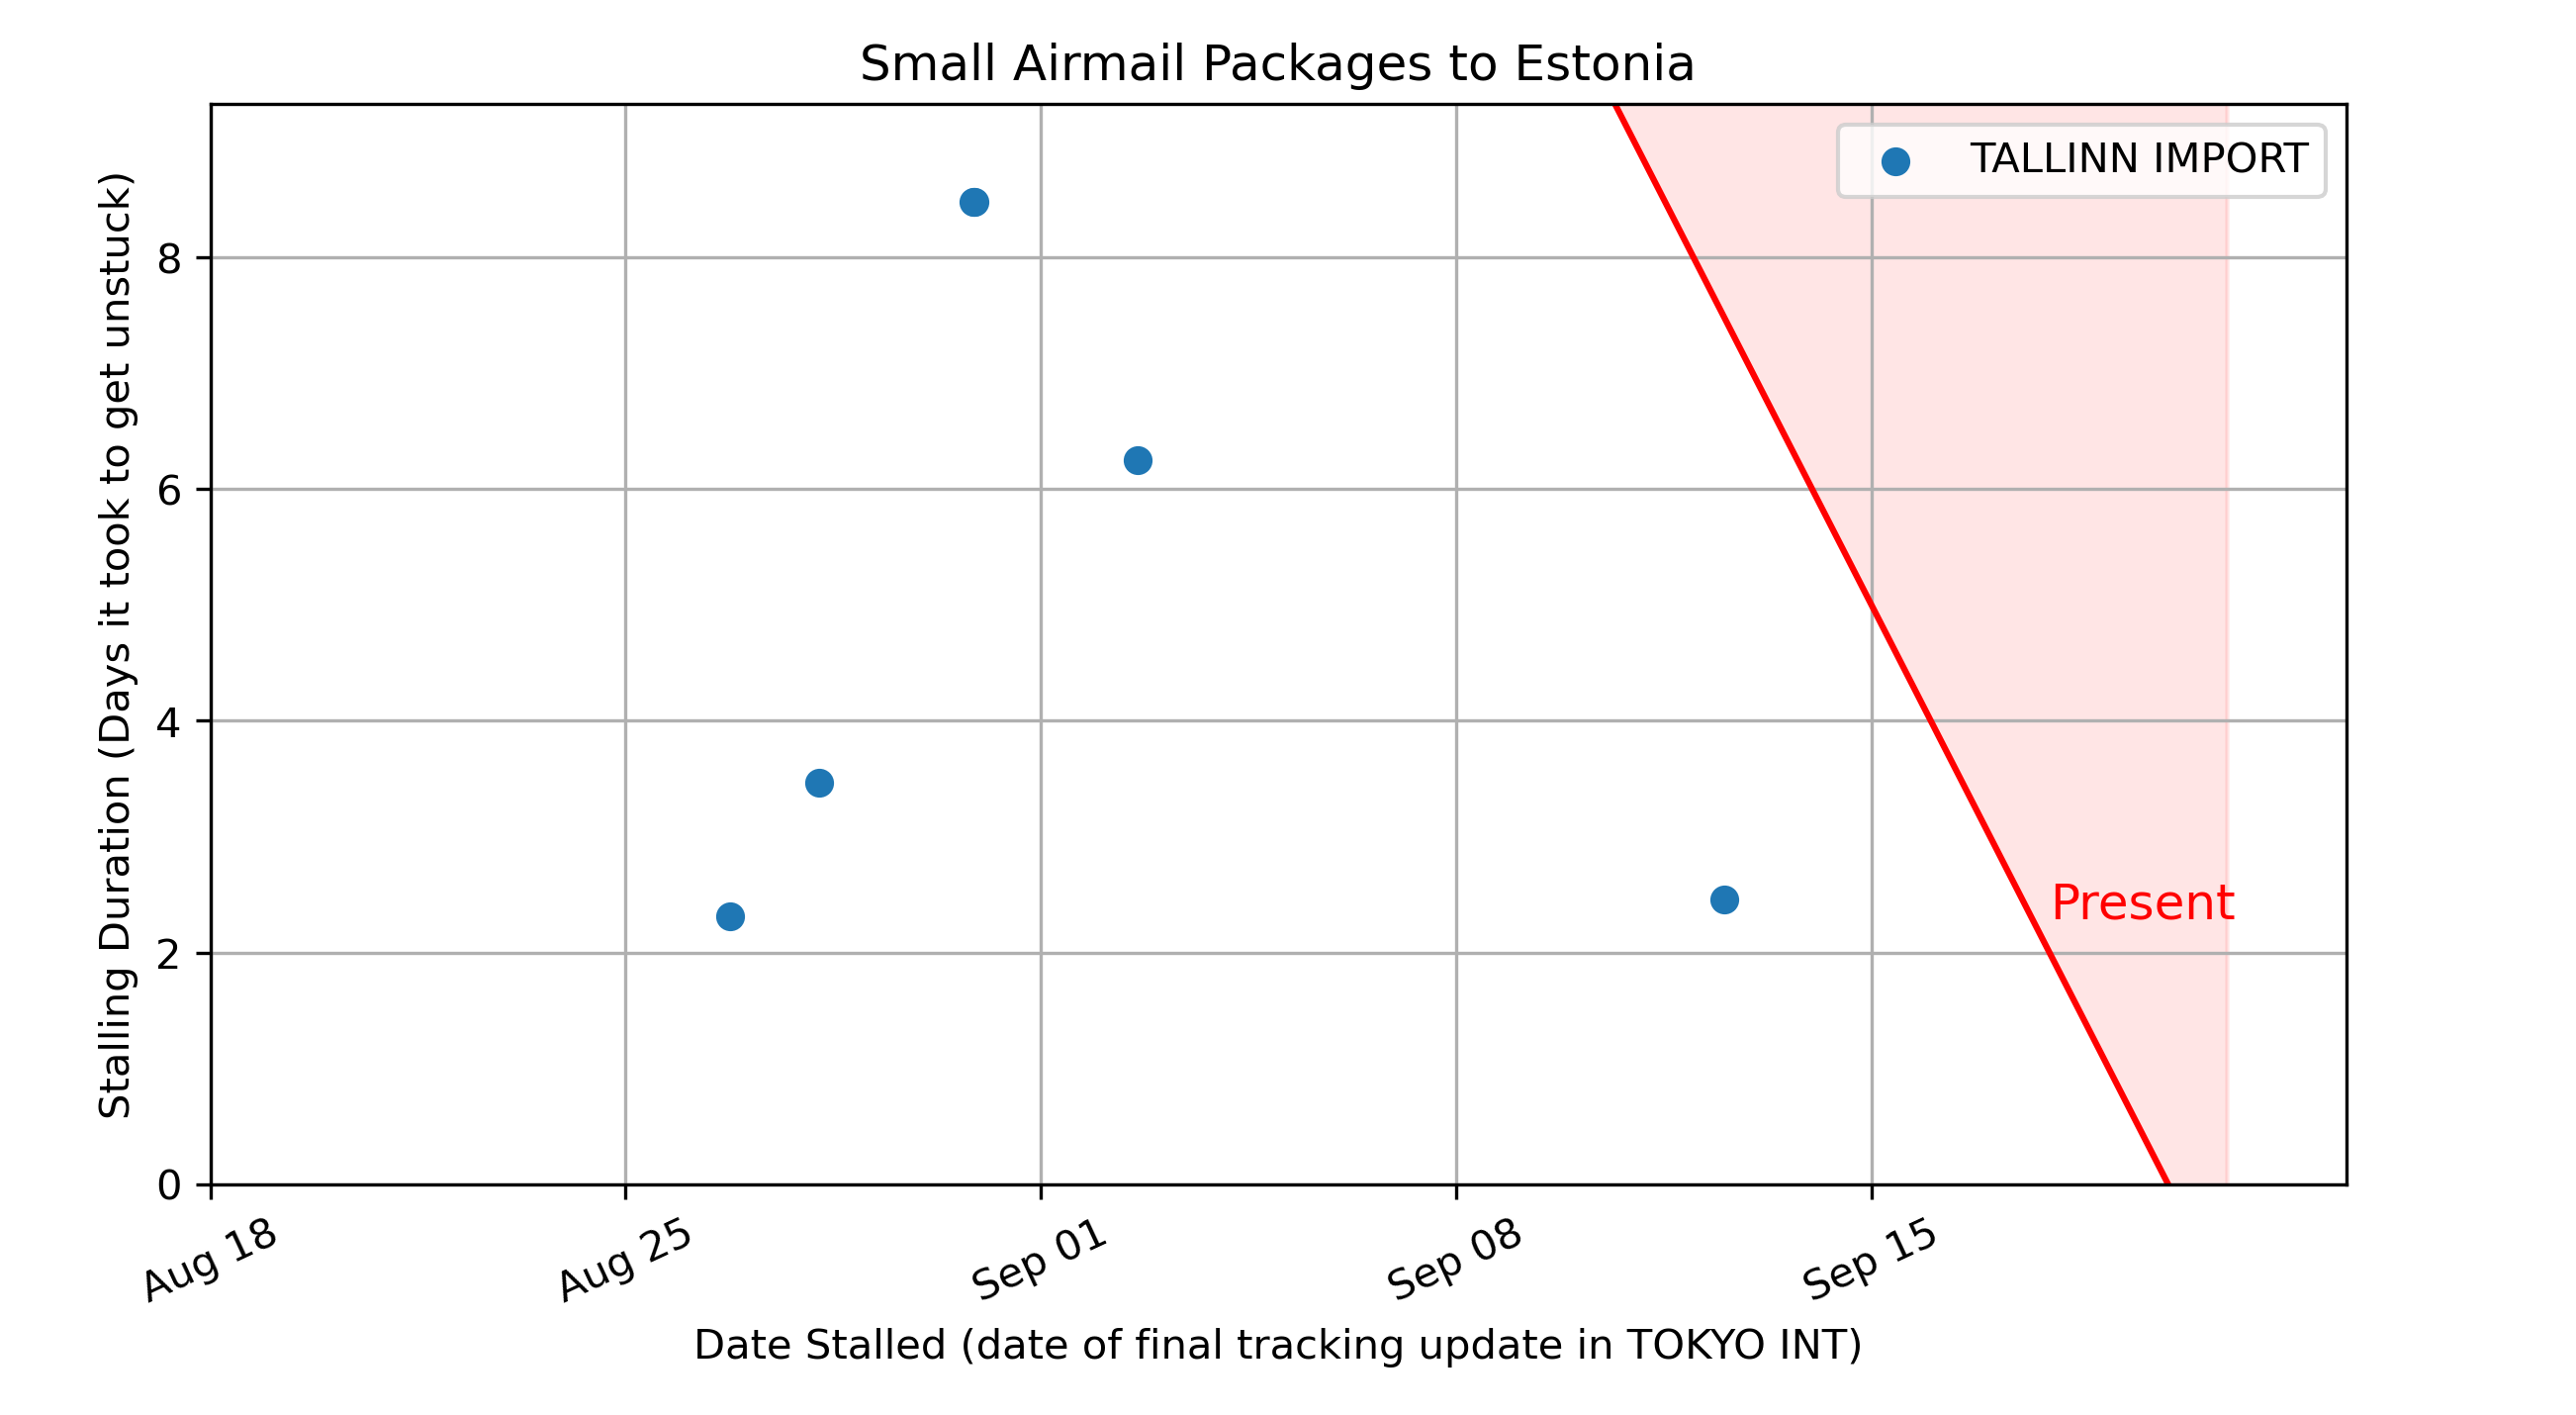 Small Airmail Packages to Estonia
TALLINN IMPORT
Stalling Duration (Days it took to get unstuck)
8
6
4
2
0
Present
Aug 18
Aug 25
Sep 01
Sep 08
Sep 15
Date Stalled (date of final tracking update in TOKYO INT)